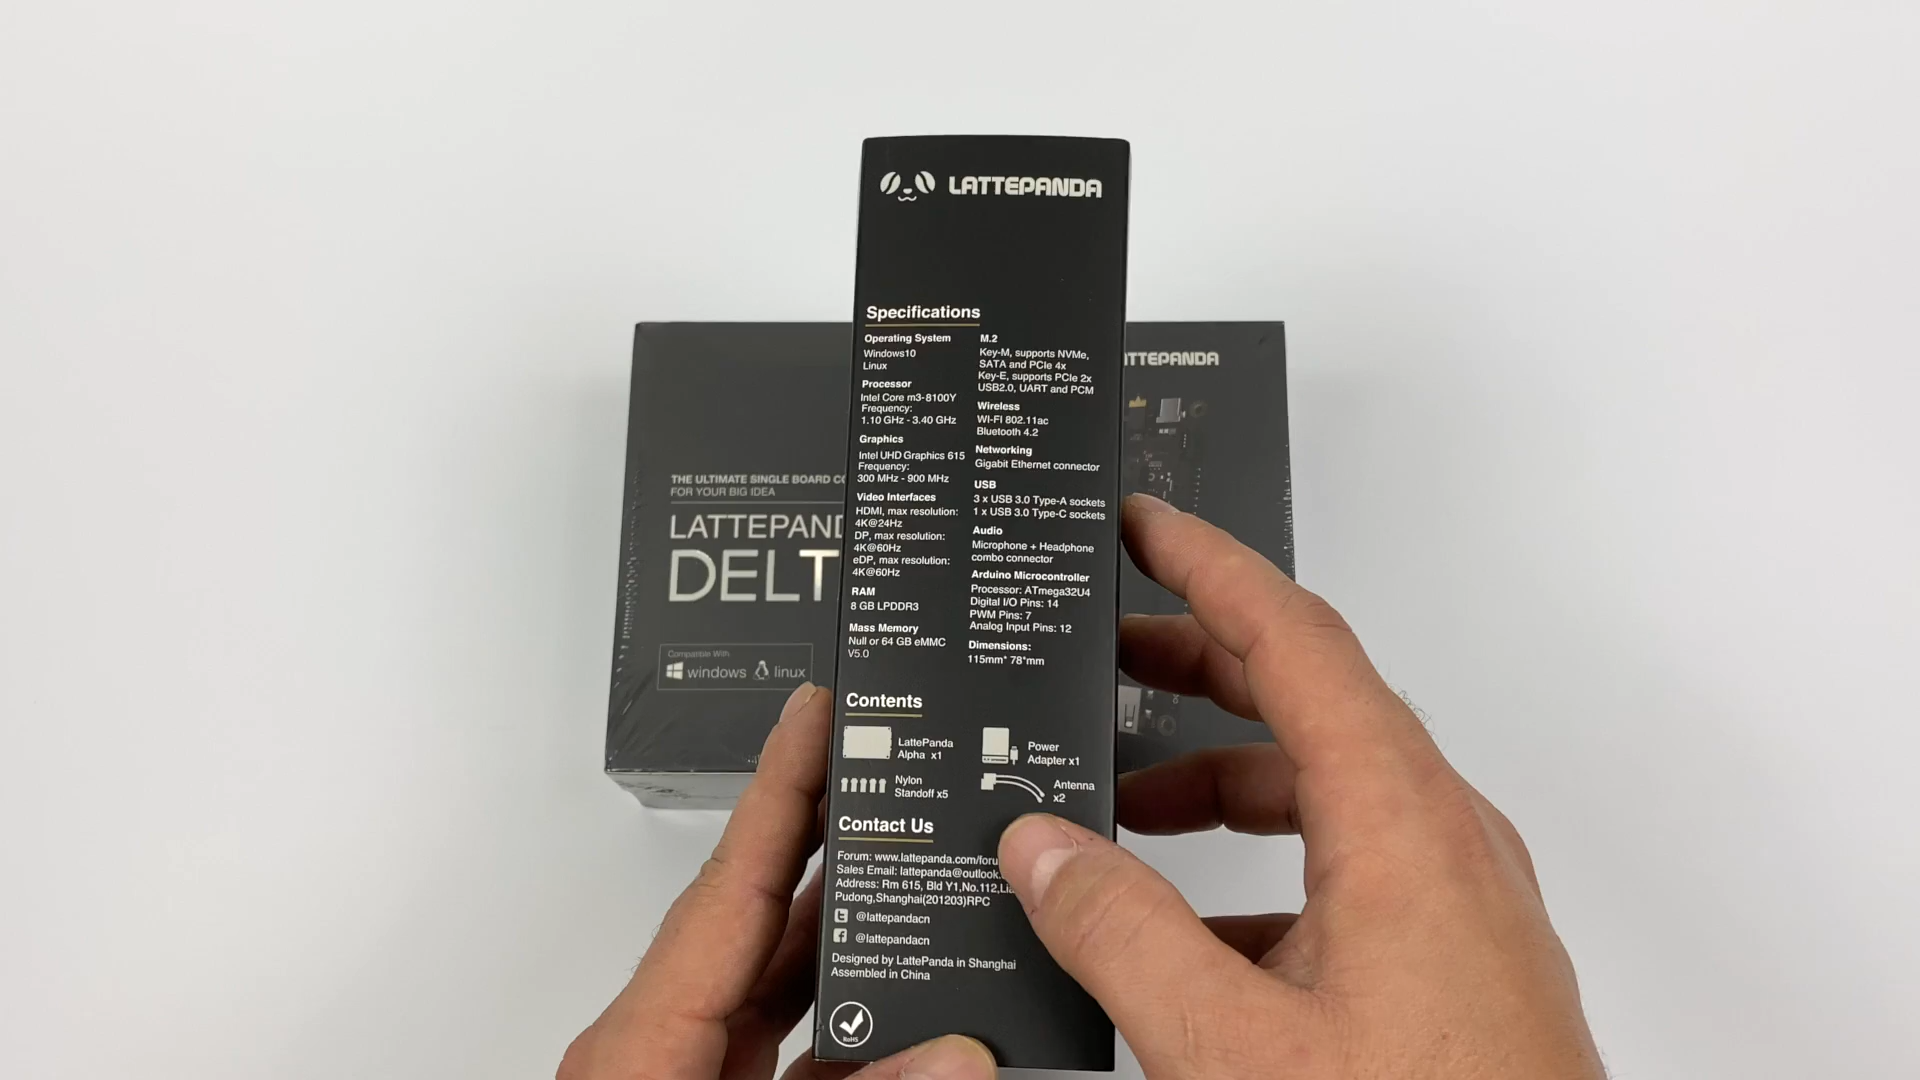 LATTEPANDA
Specifications
Operating System
Windows10
Linux
Processor
Intel Core m3-8100Y
Frequency:
1.10 GHz - 3.40 GHz
Graphics
Intel UHD Graphics 615
Frequency:
300 MHz - 900 MHz
Video Interfaces
HDMI, max resolution:
4K@24Hz
DP, max resolution:
4K@60Hz
eDP, max resolution:
4K@60Hz
RAM
8 GB LPDDR3
Mass Memory
Null or 64 GB eMMC
V5.0
M.2
Key-M, supports NVMe,
SATA and PCIe 4x
Key-E, supports PCIe 2x
USB2.0, UART and PCM
Wireless
WI-FI 802.11ac
Bluetooth 4.2
Networking
Gigabit Ethernet connector
USB
3 x USB 3.0 Type-A sockets
1 x USB 3.0 Type-C sockets
Audio
Microphone + Headphone
combo connector
Arduino Microcontroller
Processor: ATmega32U4
Digital I/O Pins: 14
PWM Pins: 7
Analog Input Pins: 12
Dimensions:
115mm* 78*mm
Contents
LattePanda
Alpha x1
Power
Adapter x1
Nylon
Standoff x5
Antenna
x2
Contact Us
Forum: www.lattepanda.com/foru
Sales Email: lattepanda@outlook.
Address: Rm 615, Bld Y1,No.112,Lia
Pudong,Shanghai(201203)RPC
@lattepandacn
@lattepandacn
Designed by LattePanda in Shanghai
Assembled in China
RoHS
THE ULTIMATE SINGLE BOARD CO
FOR YOUR BIG IDEA
LATTEPAND
DELT
Compatible With
windows linux
TTEPANDA